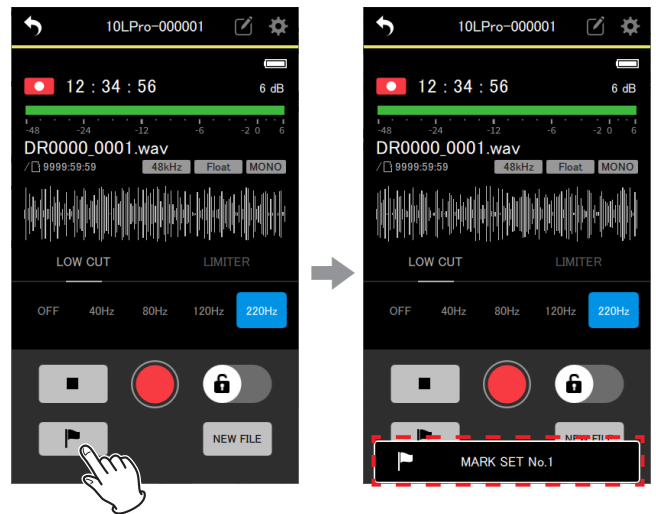 10LPro-000001
12 : 34 : 56
6 dB
-48 -24 -12 -6 -2 0 6
DR0000_0001.wav
/ 9999:59:59 48kHz Float MONO
LOW CUT LIMITER
OFF 40Hz 80Hz 120Hz 220Hz
NEW FILE
10LPro-000001
12 : 34 : 56
6 dB
-48 -24 -12 -6 -2 0 6
DR0000_0001.wav
/ 9999:59:59 48kHz Float MONO
LOW CUT LIMITER
OFF 40Hz 80Hz 120Hz 220Hz
NEW FILE
MARK SET No.1